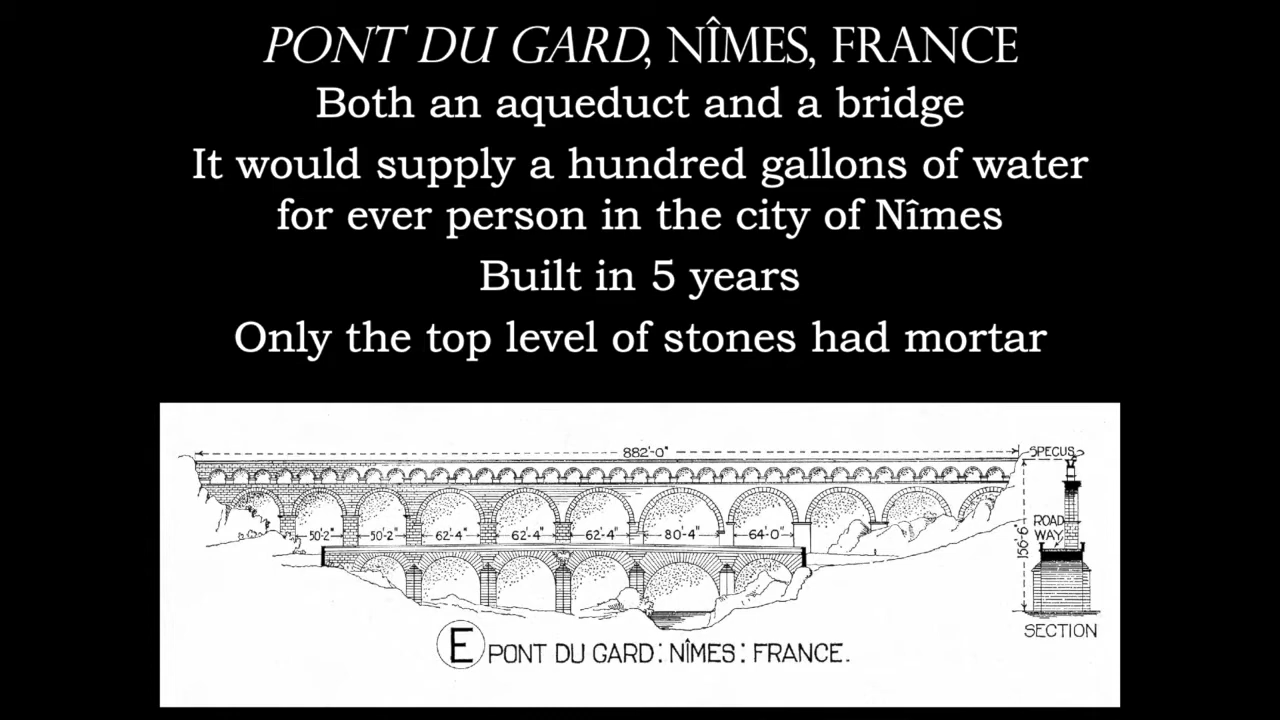 PONT DU GARD, NÎMES, FRANCE
Both an aqueduct and a bridge
It would supply a hundred gallons of water
for ever person in the city of Nîmes
Built in 5 years
Only the top level of stones had mortar
882'-0"
SPECUS
50'-2" 50'-2" 62'-4" 62'-4" 62'-4" 80'-4" 64'-0"
ROAD
WAY
156'-6"
SECTION
E PONT DU GARD: NÎMES: FRANCE.